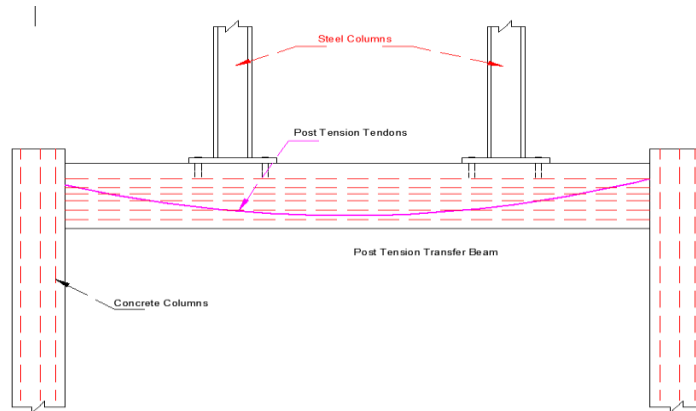 Steel Columns
Post Tension Tendons
Post Tension Transfer Beam
Concrete Columns